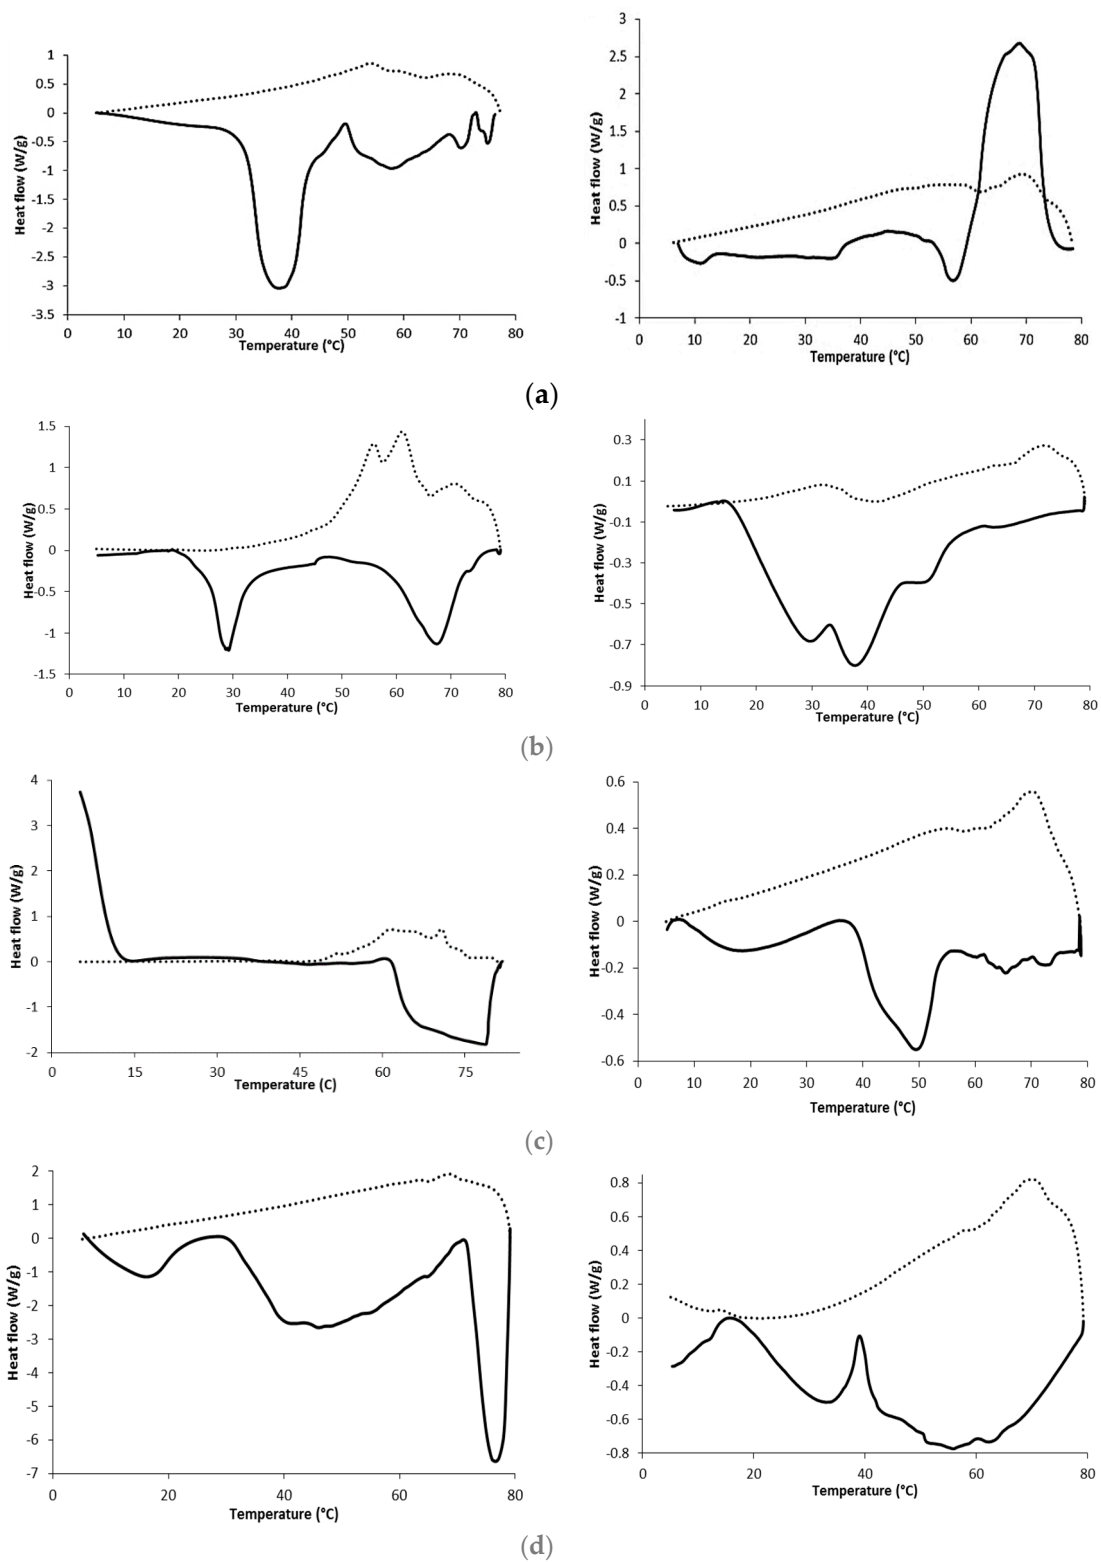 1
0.5
0
-0.5
-1
-1.5
-2
-2.5
-3
-3.5
Heat flow (W/g)
0 10 20 30 40 50 60 70 80
Temperature (°C)
3
2.5
2
1.5
1
0.5
0
-0.5
-1
Heat flow (W/g)
0 10 20 30 40 50 60 70 80
Temperature (°C)
(a)
1.5
1
0.5
0
-0.5
-1
-1.5
Heat flow (W/g)
0 10 20 30 40 50 60 70 80
Temperature (°C)
0.3
0.1
-0.1
-0.3
-0.5
-0.7
-0.9
Heat flow (W/g)
0 10 20 30 40 50 60 70 80
Temperature (°C)
(b)
4
3
2
1
0
-1
-2
Heat flow (W/g)
0 15 30 45 60 75
Temperature (C)
0.6
0.4
0.2
0
-0.2
-0.4
-0.6
Heat flow (W/g)
0 10 20 30 40 50 60 70 80
Temperature (°C)
(c)
2
1
0
-1
-2
-3
-4
-5
-6
-7
Heat flow (W/g)
0 20 40 60 80
Temperature (°C)
0.8
0.6
0.4
0.2
0
-0.2
-0.4
-0.6
-0.8
Heat flow (W/g)
0 20 40 60 80
Temperature (°C)
(d)